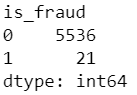 is_fraud
0    5536
1      21
dtype: int64